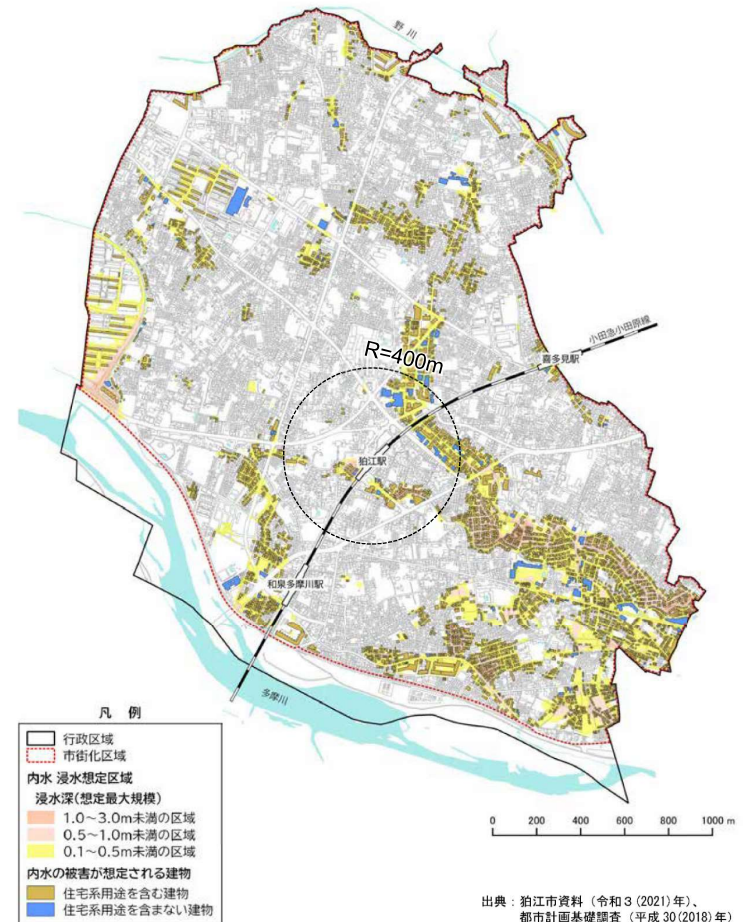 野川
小田急小田原線
R=400m
喜多見駅
狛江駅
和泉多摩川駅
多摩川
凡 例
行政区域
市街化区域
内水 浸水想定区域
浸水深(想定最大規模)
1.0～3.0m未満の区域
0.5～1.0m未満の区域
0.1～0.5m未満の区域
内水の被害が想定される建物
住宅系用途を含む建物
住宅系用途を含まない建物
0 200 400 600 800 1000 m
出典：狛江市資料（令和３(2021)年）、
都市計画基礎調査（平成 30(2018)年）